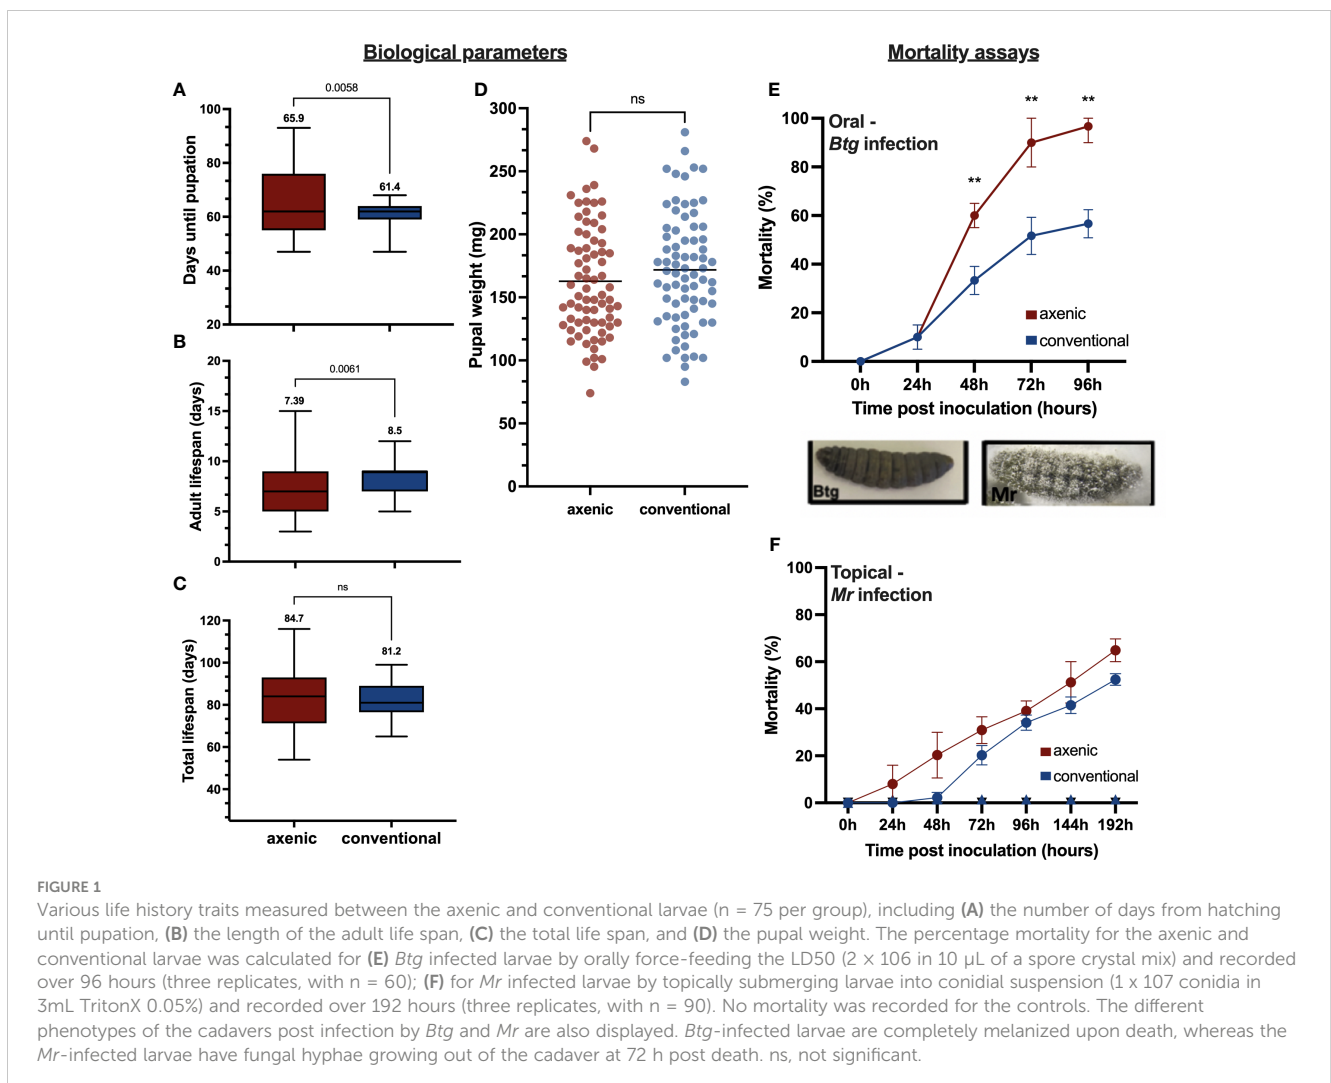 Biological parameters
Mortality assays
A
0.0058
65.9
61.4
Days until pupation
100
80
60
40
20
B
0.0061
7.39
8.5
Adult lifespan (days)
20
15
10
5
0
C
ns
84.7
81.2
Total lifespan (days)
120
100
80
60
40
axenic
conventional
D
ns
Pupal weight (mg)
300
250
200
150
100
50
0
axenic
conventional
E
Oral -
Btg infection
**
**
**
Mortality (%)
100
80
60
40
20
0
axenic
conventional
0h
24h
48h
72h
96h
Time post inoculation (hours)
Btg
Mr
F
Topical -
Mr infection
Mortality (%)
100
80
60
40
20
0
axenic
conventional
0h
24h
48h
72h
96h
144h
192h
Time post inoculation (hours)
FIGURE 1
Various life history traits measured between the axenic and conventional larvae (n = 75 per group), including (A) the number of days from hatching
until pupation, (B) the length of the adult life span, (C) the total life span, and (D) the pupal weight. The percentage mortality for the axenic and
conventional larvae was calculated for (E) Btg infected larvae by orally force-feeding the LD50 (2 × 106 in 10 µL of a spore crystal mix) and recorded
over 96 hours (three replicates, with n = 60); (F) for Mr infected larvae by topically submerging larvae into conidial suspension (1 x 107 conidia in
3mL TritonX 0.05%) and recorded over 192 hours (three replicates, with n = 90). No mortality was recorded for the controls. The different
phenotypes of the cadavers post infection by Btg and Mr are also displayed. Btg-infected larvae are completely melanized upon death, whereas the
Mr-infected larvae have fungal hyphae growing out of the cadaver at 72 h post death. ns, not significant.